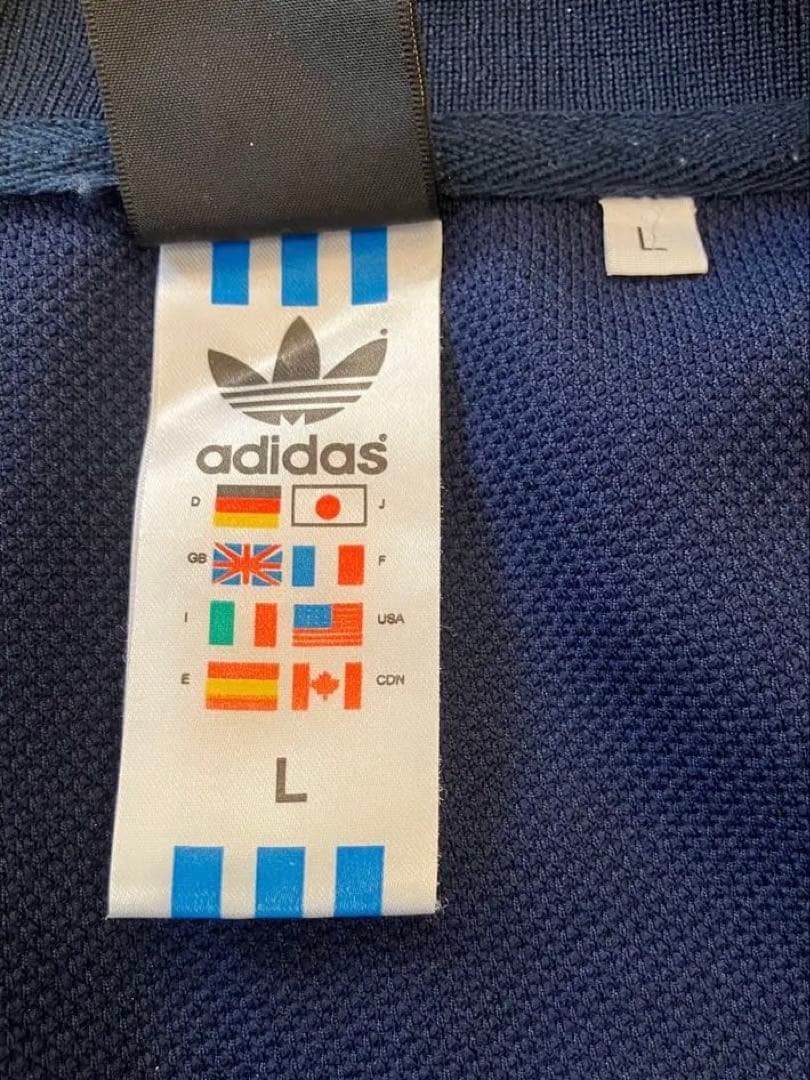 L
adidas
D J
GB F
I USA
E CDN
L